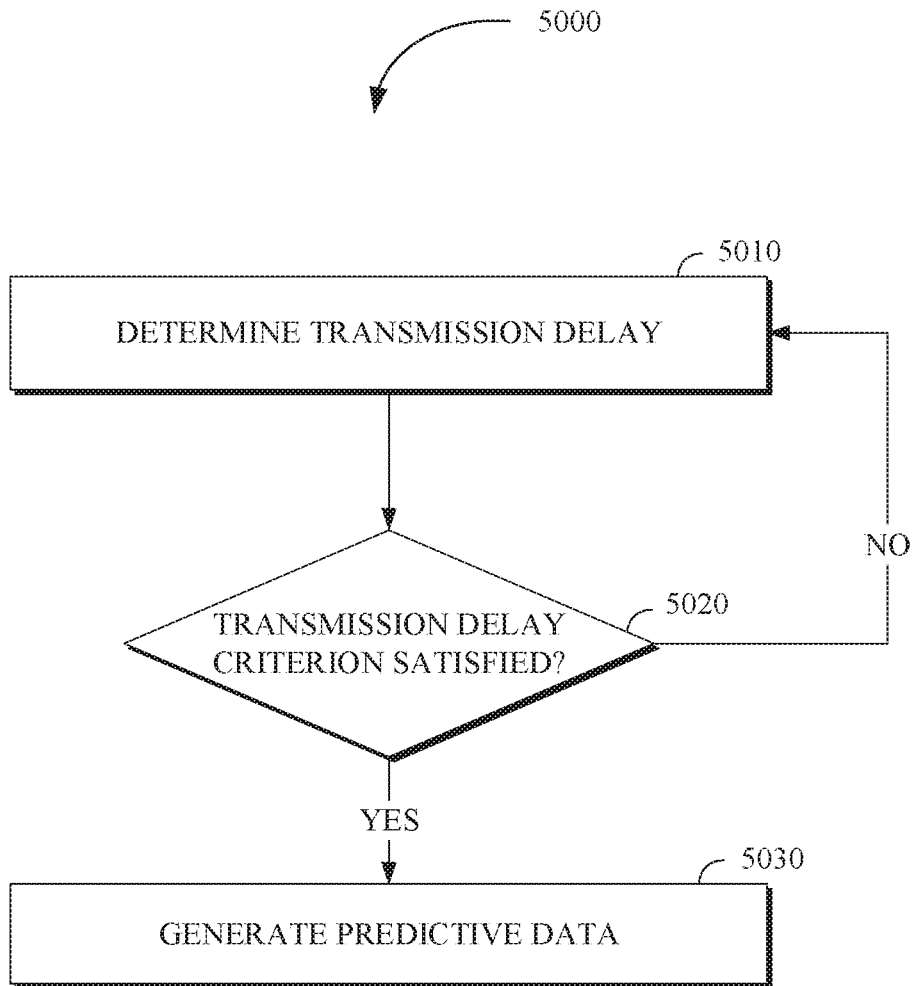 5000
5010
DETERMINE TRANSMISSION DELAY
NO
5020
TRANSMISSION DELAY
CRITERION SATISFIED?
YES
5030
GENERATE PREDICTIVE DATA